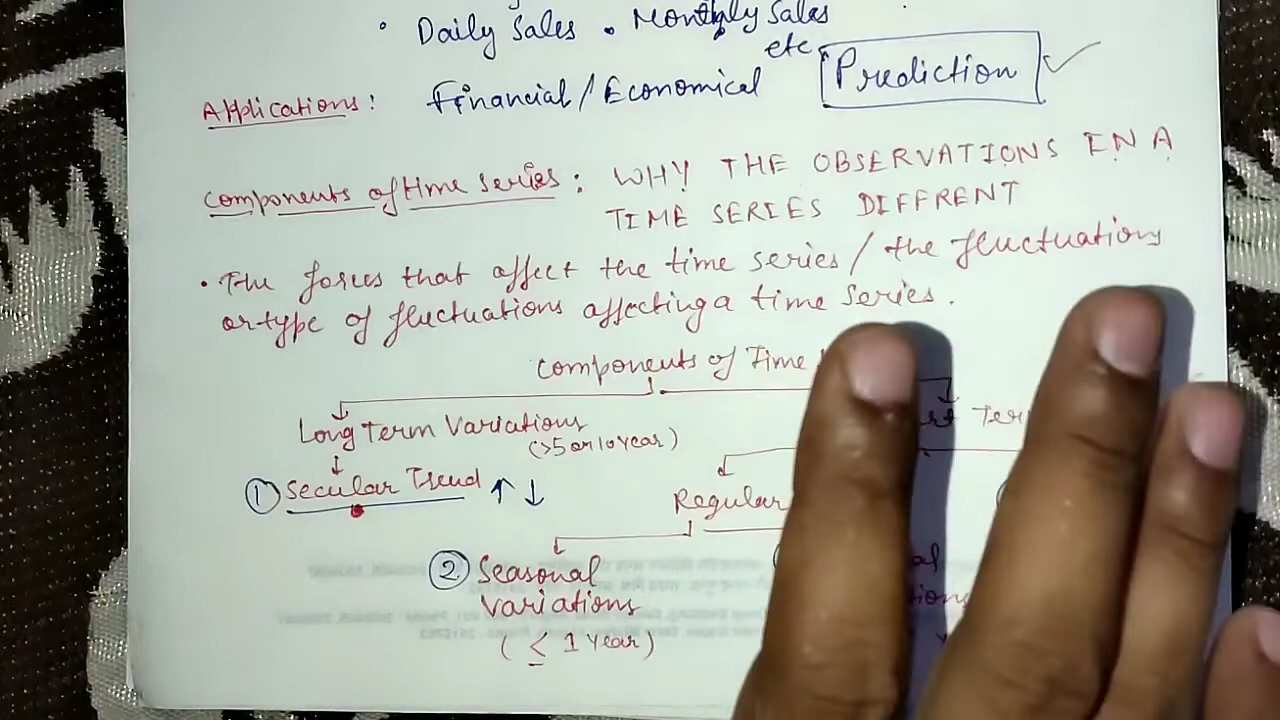 • Daily Sales • Monthly Sales
etc
Applications: Financial/Economical Prediction
Components of time series: WHY THE OBSERVATIONS IN A
TIME SERIES DIFFRENT
• The forces that affect the time series/the fluctuations
or type of fluctuations affecting a time series.
Components of Time
Long Term Variations
(>5 or 10 year)
Term
① Secular Trend ↑ ↓
Regular
② Seasonal
Variations
(≤ 1 year)